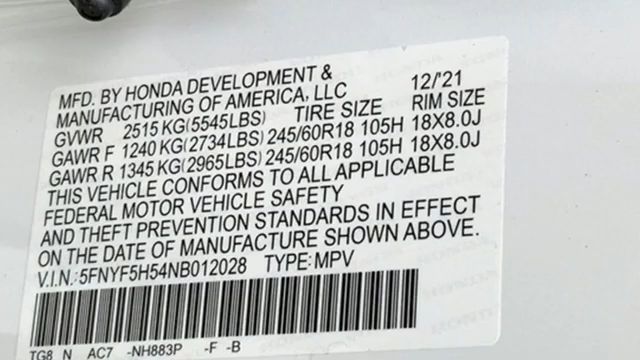 MFD. BY HONDA DEVELOPMENT &
MANUFACTURING OF AMERICA, LLC 12/'21
GVWR 2515 KG(5545LBS) TIRE SIZE RIM SIZE
GAWR F 1240 KG(2734LBS) 245/60R18 105H 18X8.0J
GAWR R 1345 KG(2965LBS) 245/60R18 105H 18X8.0J
THIS VEHICLE CONFORMS TO ALL APPLICABLE
FEDERAL MOTOR VEHICLE SAFETY
AND THEFT PREVENTION STANDARDS IN EFFECT
ON THE DATE OF MANUFACTURE SHOWN ABOVE.
V.I.N.:5FNYF5H54NB012028 TYPE:MPV
TG8 N AC7 -NH883P -F -B